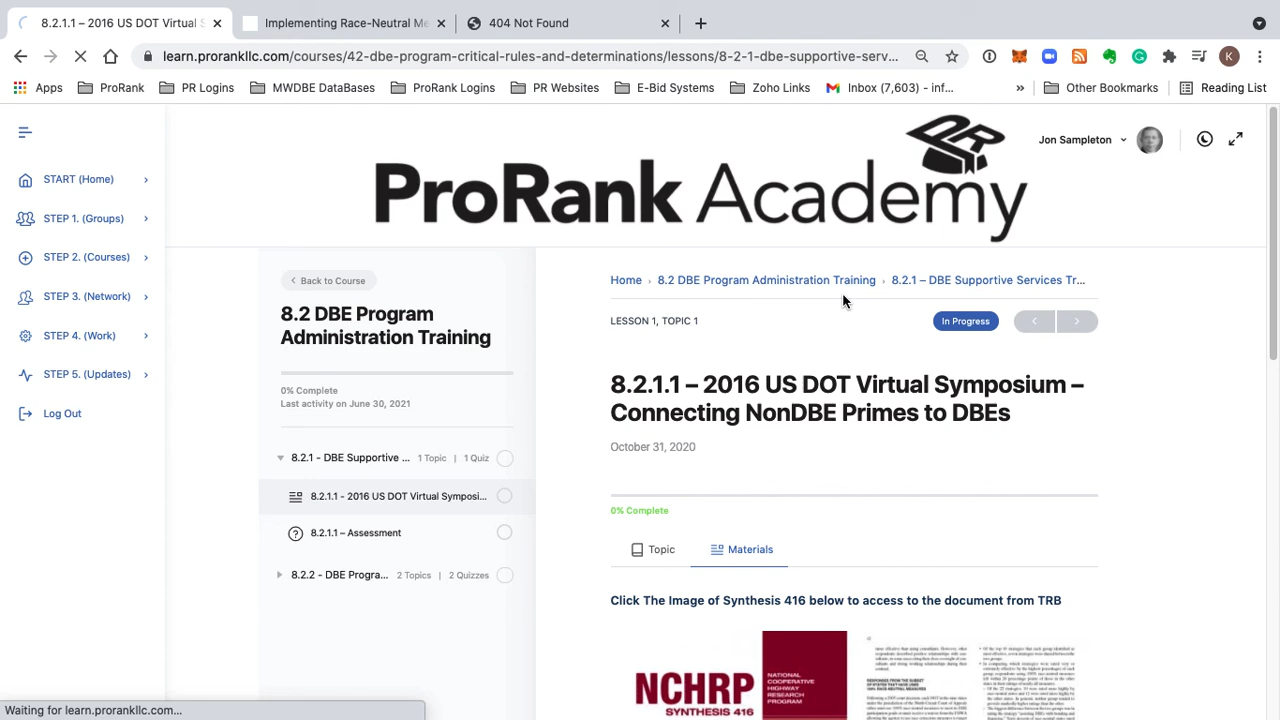 8.2.1.1 – 2016 US DOT Virtual S
Implementing Race-Neutral Me
404 Not Found
learn.prorankllc.com/courses/42-dbe-program-critical-rules-and-determinations/lessons/8-2-1-dbe-supportive-serv...
K
Apps
ProRank
PR Logins
MWDBE DataBases
ProRank Logins
PR Websites
E-Bid Systems
Zoho Links
Inbox (7,603) - inf...
»
Other Bookmarks
Reading List
PR
ProRank Academy
Jon Sampleton
START (Home)
STEP 1. (Groups)
STEP 2. (Courses)
STEP 3. (Network)
STEP 4. (Work)
STEP 5. (Updates)
Log Out
Back to Course
8.2 DBE Program
Admistration Training
0% Complete
Last activity on June 30, 2021
8.2.1 - DBE Supportive ... 1 Topic | 1 Quiz
8.2.1.1 - 2016 US DOT Virtual Symposi...
8.2.1.1 – Assessment
8.2.2 - DBE Progra... 2 Topics | 2 Quizzes
Home › 8.2 DBE Program Administration Training › 8.2.1 – DBE Supportive Services Tr...
LESSON 1, TOPIC 1
In Progress
8.2.1.1 – 2016 US DOT Virtual Symposium –
Connecting NonDBE Primes to DBEs
October 31, 2020
0% Complete
Topic
Materials
Click The Image of Synthesis 416 below to access to the document from TRB
NCHRP
NATIONAL
COOPERATIVE
HIGHWAY
RESEARCH
PROGRAM
Waiting for learn.prorankllc.com...